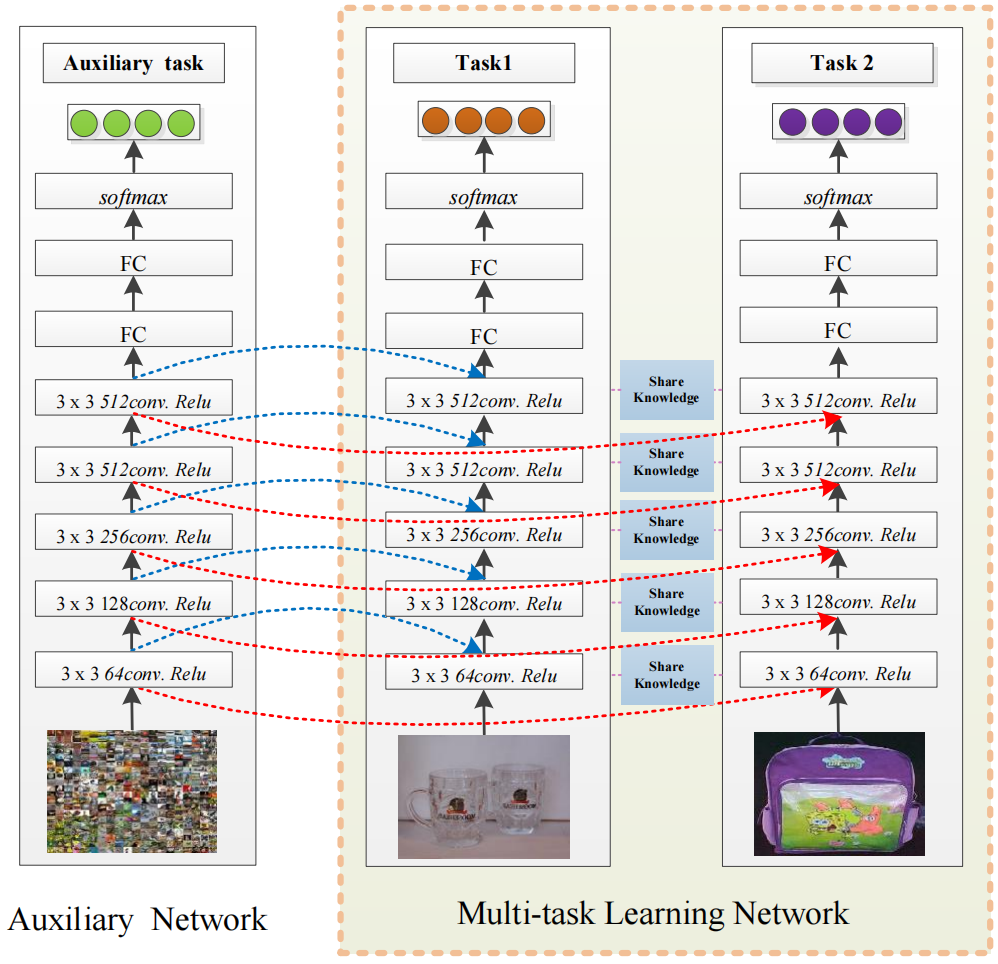 Auxiliary task
softmax
FC
FC
3 x 3 512conv. Relu
3 x 3 512conv. Relu
3 x 3 256conv. Relu
3 x 3 128conv. Relu
3 x 3 64conv. Relu
Auxiliary Network
Task1
softmax
FC
FC
3 x 3 512conv. Relu
3 x 3 512conv. Relu
3 x 3 256conv. Relu
3 x 3 128conv. Relu
3 x 3 64conv. Relu
Share
Knowledge
Share
Knowledge
Share
Knowledge
Share
Knowledge
Share
Knowledge
Task 2
softmax
FC
FC
3 x 3 512conv. Relu
3 x 3 512conv. Relu
3 x 3 256conv. Relu
3 x 3 128conv. Relu
3 x 3 64conv. Relu
Multi-task Learning Network